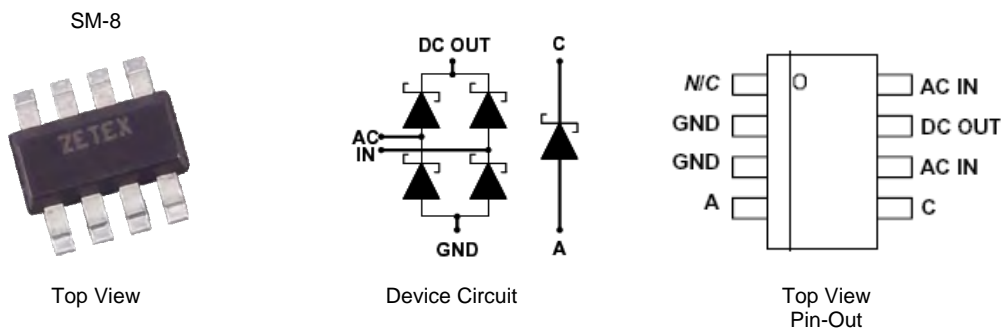 SM-8
ZETEX
Top View
DC OUT
AC
IN
GND
C
A
Device Circuit
N/C
GND
GND
A
O
AC IN
DC OUT
AC IN
C
Top View
Pin-Out